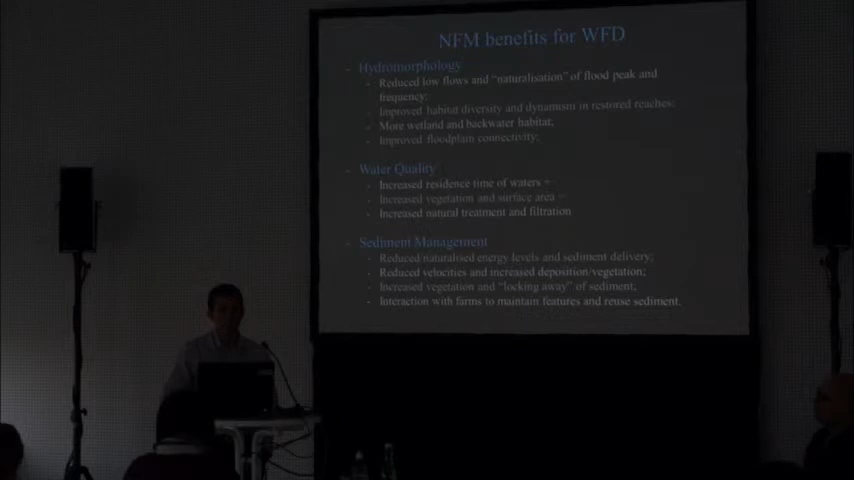 NFM benefits for WFD
- Hydromorphology
- Reduced low flows and "naturalisation" of flood peak and
frequency;
- Improved habitat diversity and dynamism in restored reaches;
- More wetland and backwater habitat;
- Improved floodplain connectivity;
- Water Quality
- Increased residence time of waters +
- Increased vegetation and surface area =
- Increased natural treatment and filtration
- Sediment Management
- Reduced/naturalised energy levels and sediment delivery;
- Reduced velocities and increased deposition/vegetation;
- Increased vegetation and "locking away" of sediment;
- Interaction with farms to maintain features and reuse sediment.